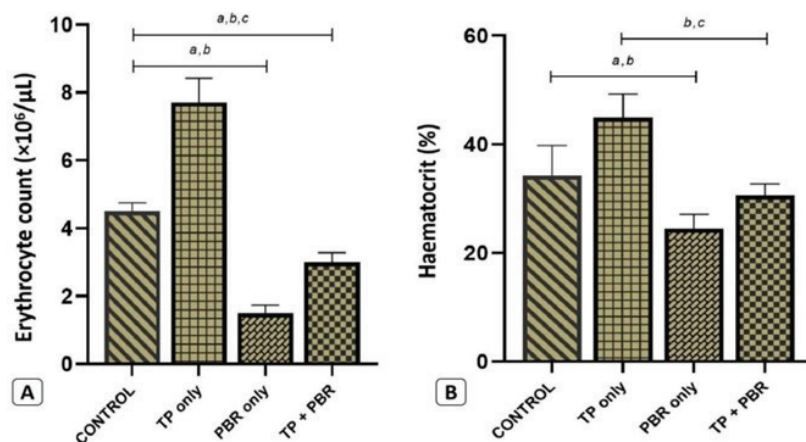 a,b,c
a,b
Erythrocyte count (×10⁶/µL)
10
8
6
4
2
0
CONTROL
TP only
PBR only
TP + PBR
A
b,c
a,b
Haematocrit (%)
60
40
20
0
CONTROL
TP only
PBR only
TP + PBR
B